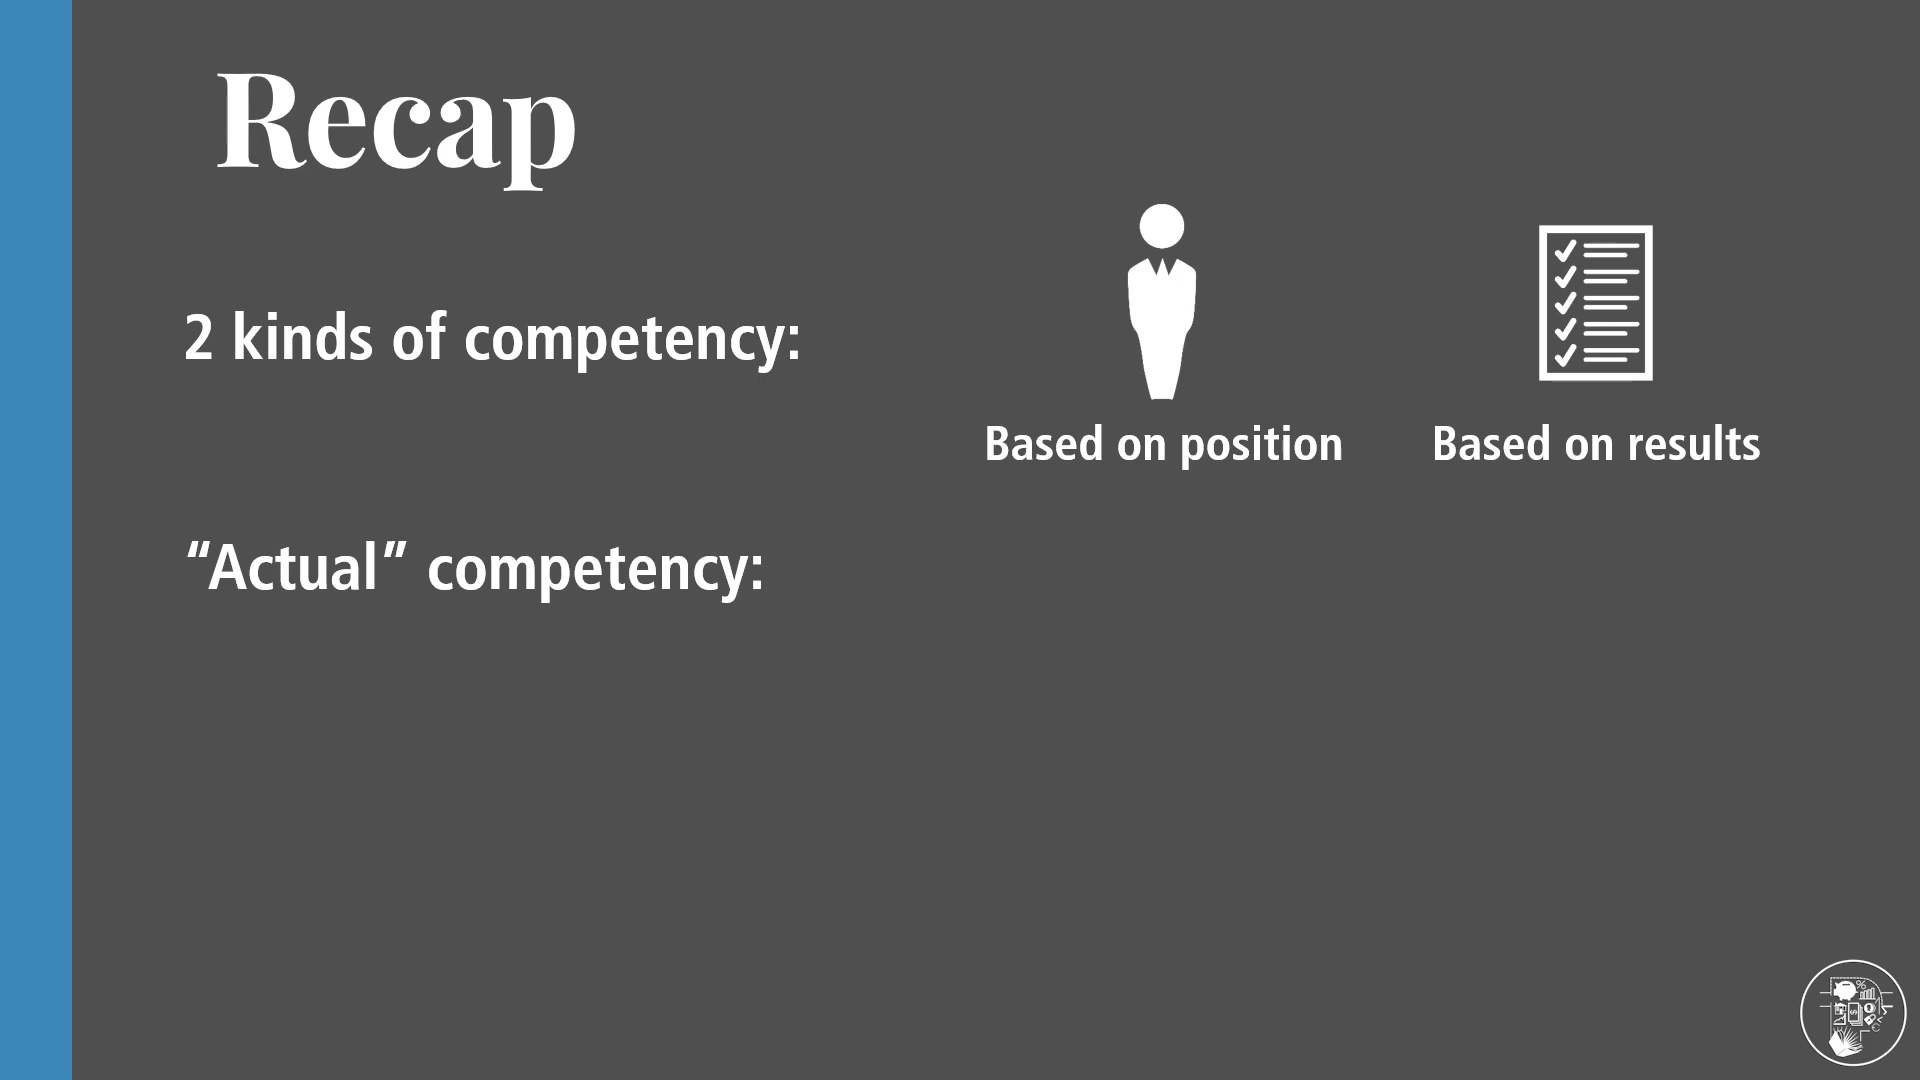 Recap
2 kinds of competency:
Based on position
Based on results
“Actual” competency: